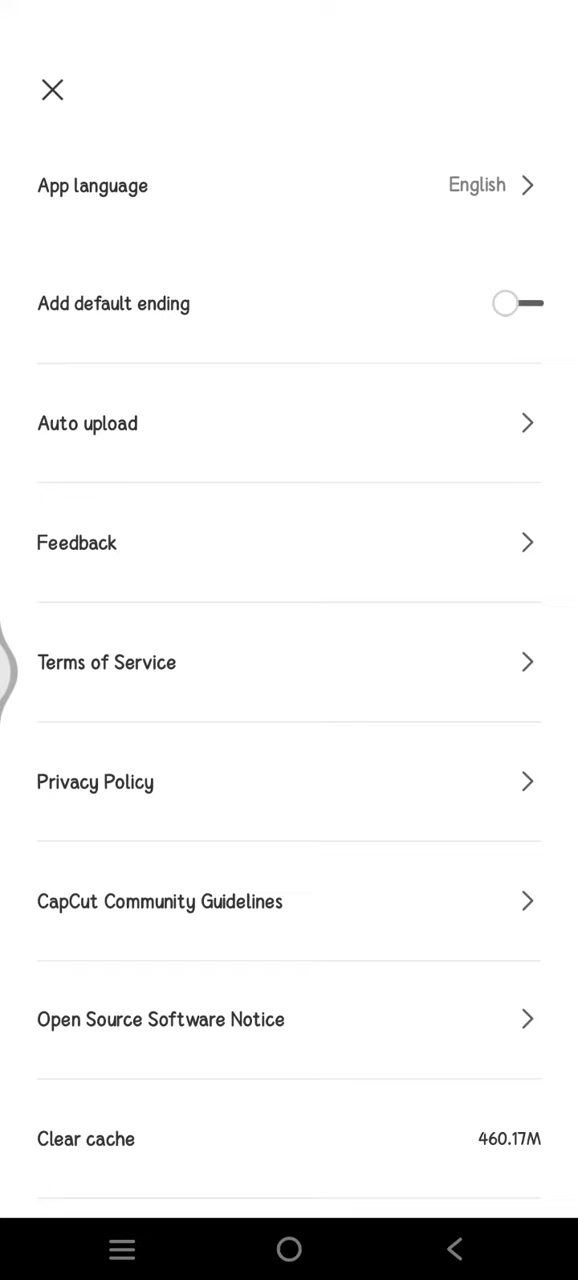 App language
English
Add default ending
Auto upload
Feedback
Terms of Service
Privacy Policy
CapCut Community Guidelines
Open Source Software Notice
Clear cache
460.17M